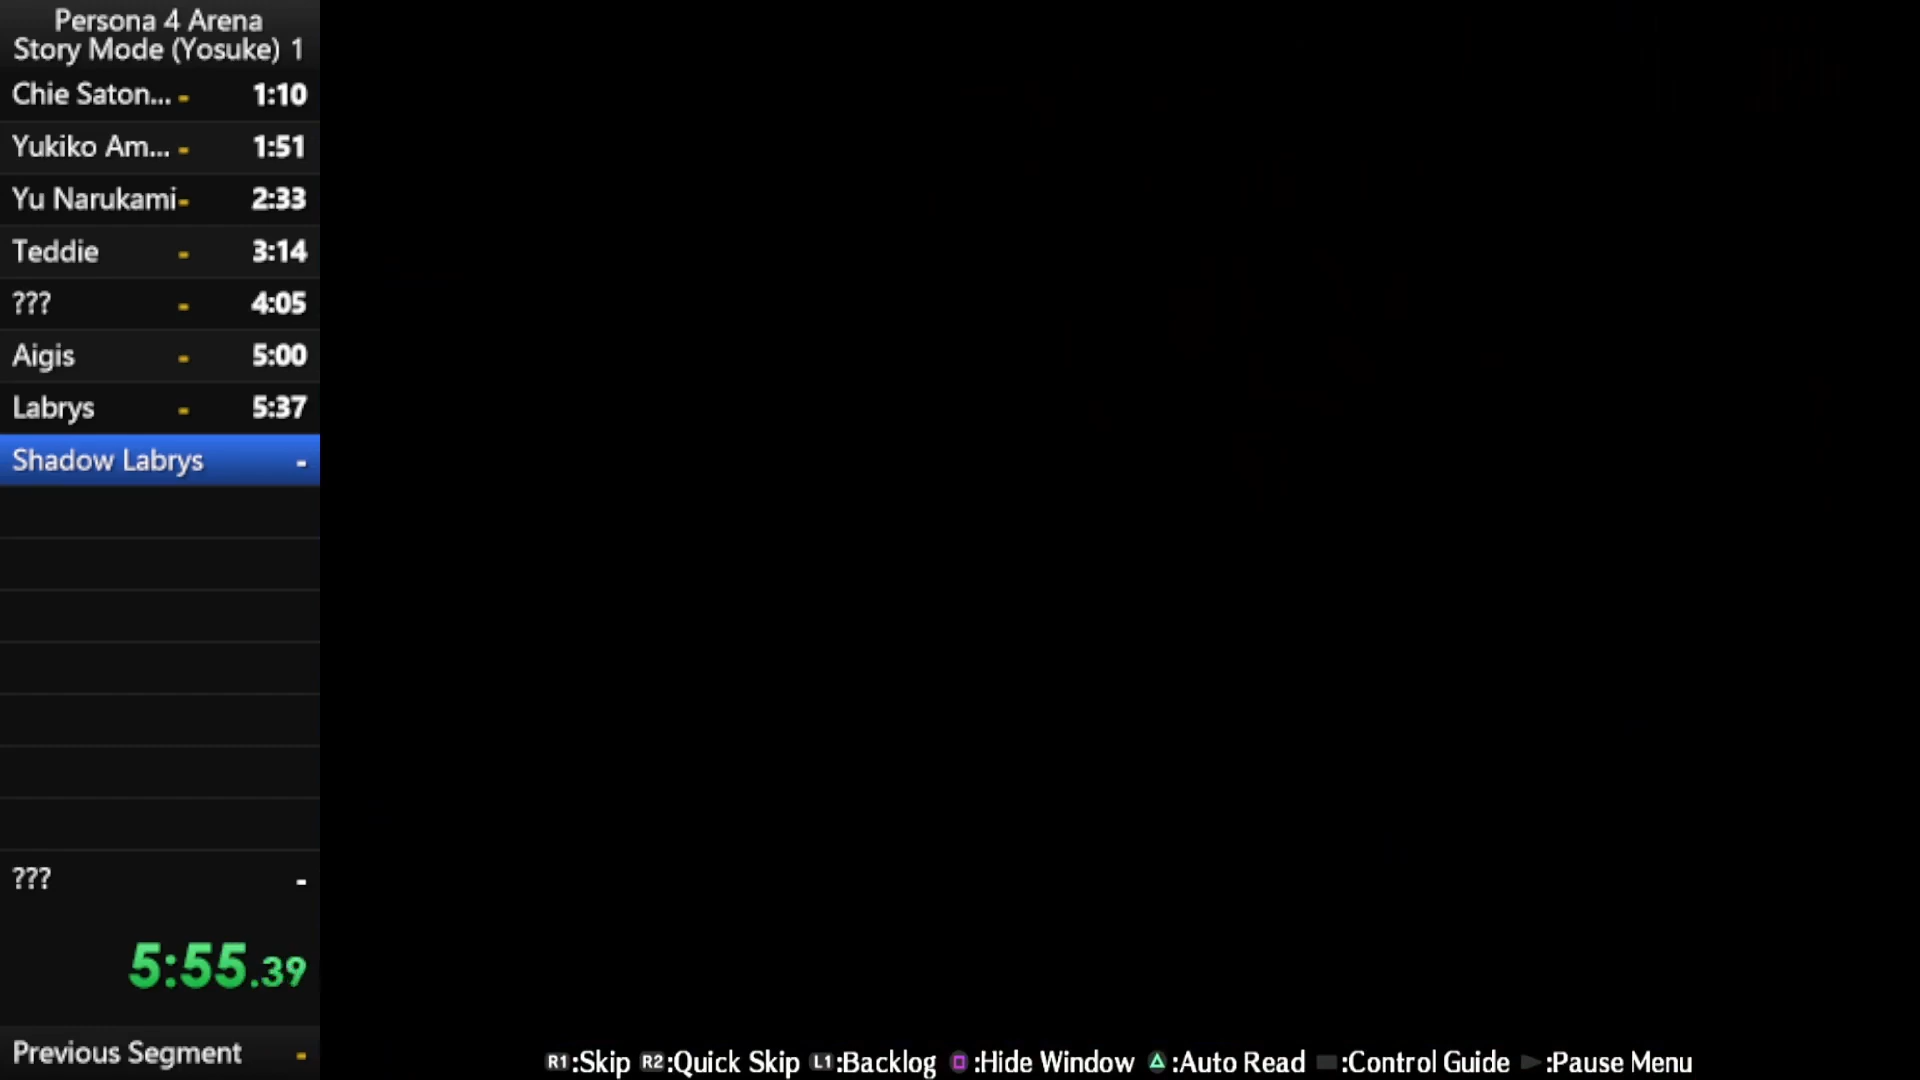 Persona 4 Arena
Story Mode (Yosuke) 1
Chie Saton... - 1:10
Yukiko Am... - 1:51
Yu Narukami - 2:33
Teddie - 3:14
??? - 4:05
Aigis - 5:00
Labrys - 5:37
Shadow Labrys -
??? -
5:55.39
Previous Segment -
R1:Skip R2:Quick Skip L1:Backlog :Hide Window :Auto Read :Control Guide :Pause Menu